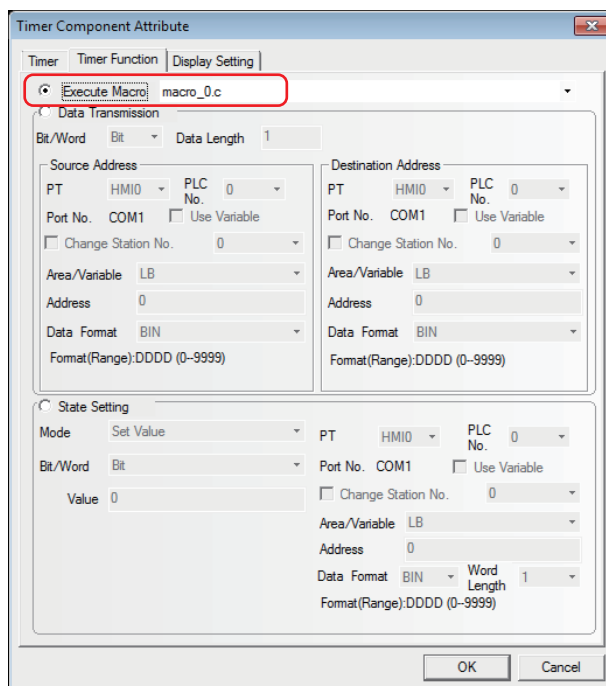 Timer Component Attribute
Timer Timer Function Display Setting
Execute Macro macro_0.c
Data Transmission
Bit/Word Bit Data Length 1
Source Address
PT HMI0 PLC No. 0
Port No. COM1 Use Variable
Change Station No. 0
Area/Variable LB
Address 0
Data Format BIN
Format(Range):DDDD (0--9999)
Destination Address
PT HMI0 PLC No. 0
Port No. COM1 Use Variable
Change Station No. 0
Area/Variable LB
Address 0
Data Format BIN
Format(Range):DDDD (0--9999)
State Setting
Mode Set Value
Bit/Word Bit
Value 0
PT HMI0 PLC No. 0
Port No. COM1 Use Variable
Change Station No. 0
Area/Variable LB
Address 0
Data Format BIN Word Length 1
Format(Range):DDDD (0--9999)
OK Cancel